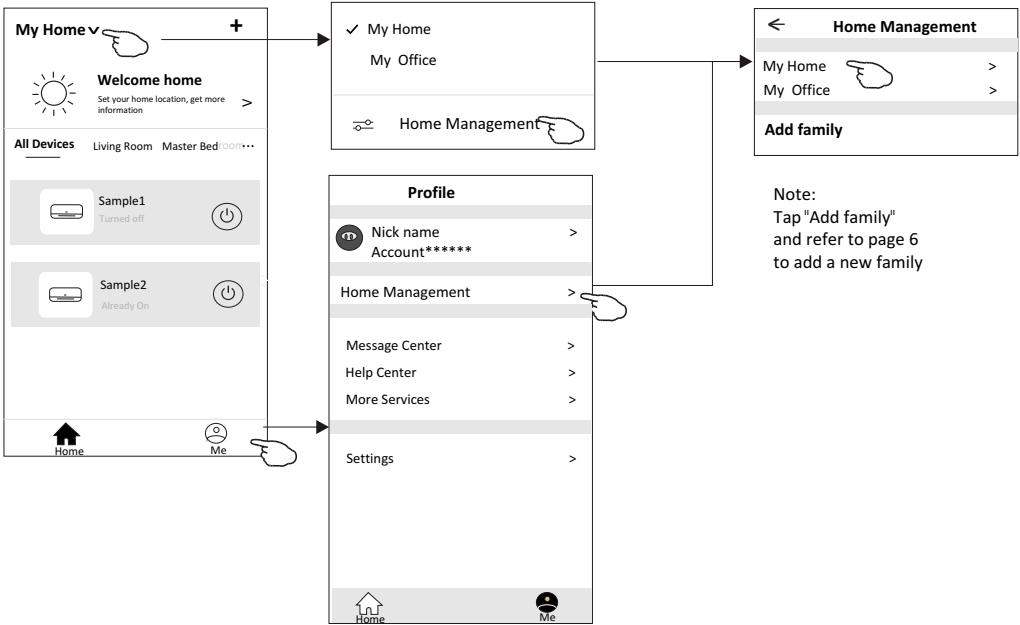 My Home
+
Welcome home
Set your home location, get more
information
>
All Devices
Living Room
Master Bedroom
...
Sample1
Turned off
Sample2
Already On
Home
Me
✓ My Home
My Office
Home Management
Profile
Nick name
>
Account******
Home Management
>
Message Center
>
Help Center
>
More Services
>
Settings
>
Home
Me
Home Management
My Home
>
My Office
>
Add family
Note:
Tap "Add family"
and refer to page 6
to add a new family